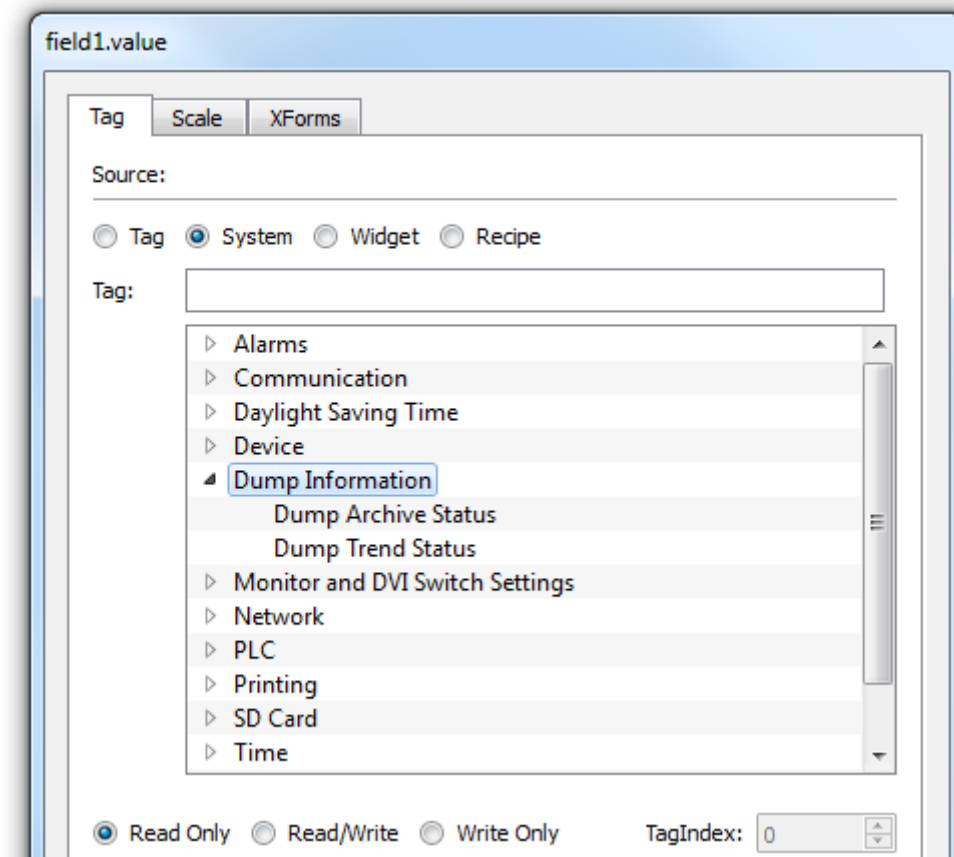 field1.value
Tag Scale XForms
Source:
Tag System Widget Recipe
Tag:
Alarms
Communication
Daylight Saving Time
Device
Dump Information
Dump Archive Status
Dump Trend Status
Monitor and DVI Switch Settings
Network
PLC
Printing
SD Card
Time
Read Only Read/Write Write Only TagIndex: 0